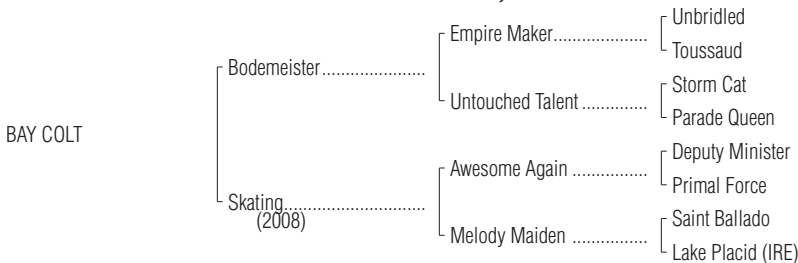 Unbridled
Empire Maker.....................
Toussaud
Bodemeister.......................
Storm Cat
Untouched Talent ...............
Parade Queen
BAY COLT
Deputy Minister
Awesome Again .................
Primal Force
Skating................................
(2008)
Saint Ballado
Melody Maiden .................
Lake Placid (IRE)